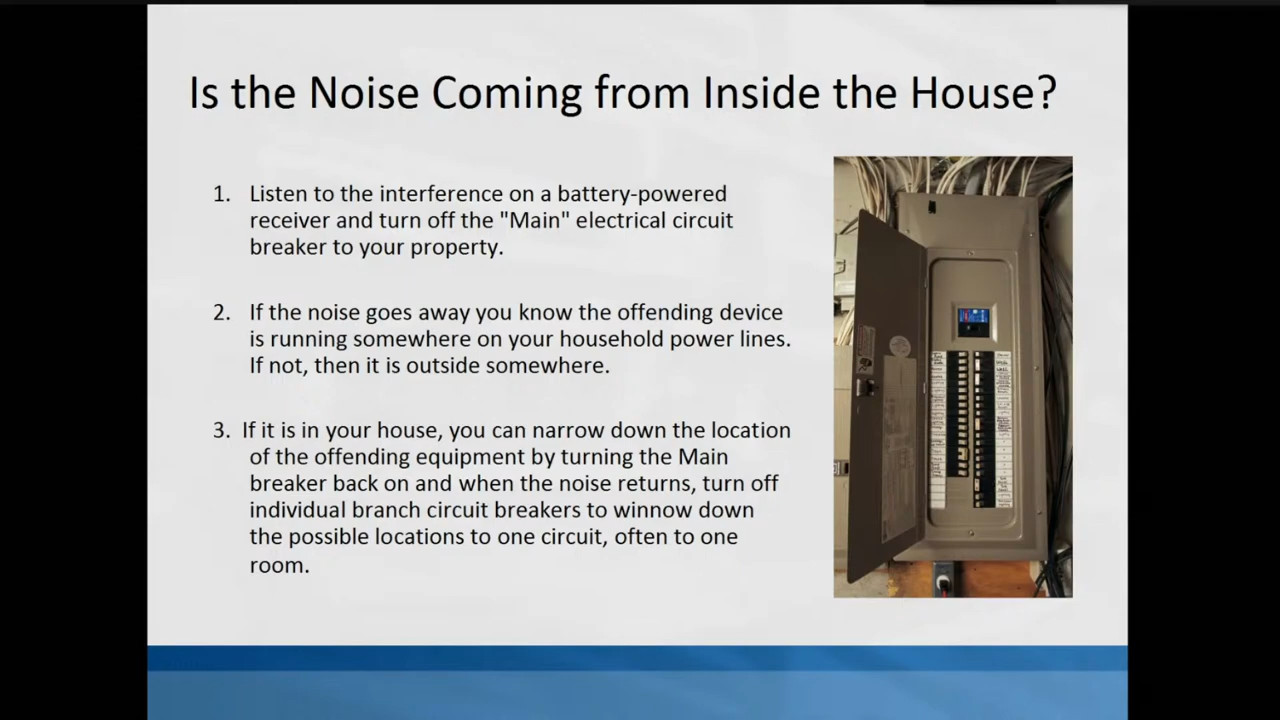 Is the Noise Coming from Inside the House?
1. Listen to the interference on a battery-powered
receiver and turn off the "Main" electrical circuit
breaker to your property.
2. If the noise goes away you know the offending device
is running somewhere on your household power lines.
If not, then it is outside somewhere.
3. If it is in your house, you can narrow down the location
of the offending equipment by turning the Main
breaker back on and when the noise returns, turn off
individual branch circuit breakers to winnow down
the possible locations to one circuit, often to one
room.